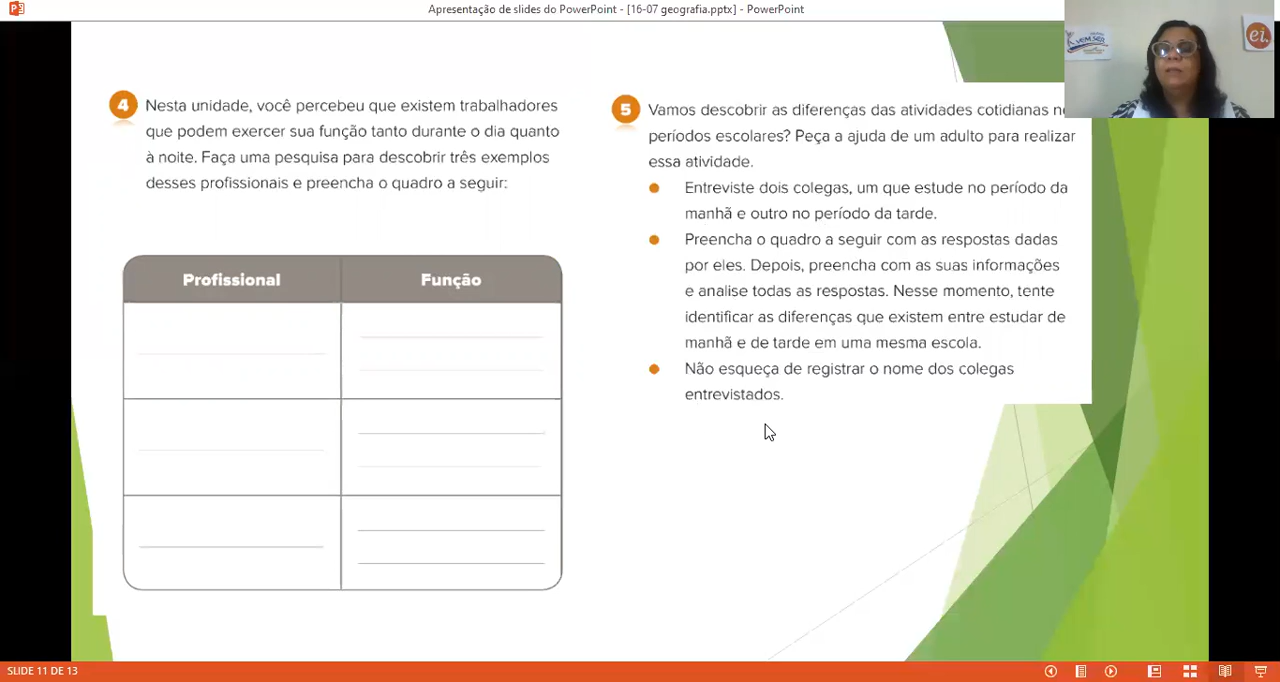 Apresentação de slides do PowerPoint - [16-07 geografia.pptx] - PowerPoint
VEM SER
ei.
4
Nesta unidade, você percebeu que existem trabalhadores
que podem exercer sua função tanto durante o dia quanto
à noite. Faça uma pesquisa para descobrir três exemplos
desses profissionais e preencha o quadro a seguir:
Profissional
Função
5
Vamos descobrir as diferenças das atividades cotidianas
períodos escolares? Peça a ajuda de um adulto para realizar
essa atividade.
Entreviste dois colegas, um que estude no período da
manhã e outro no período da tarde.
Preencha o quadro a seguir com as respostas dadas
por eles. Depois, preencha com as suas informações
e analise todas as respostas. Nesse momento, tente
identificar as diferenças que existem entre estudar de
manhã e de tarde em uma mesma escola.
Não esqueça de registrar o nome dos colegas
entrevistados.
SLIDE 11 DE 13